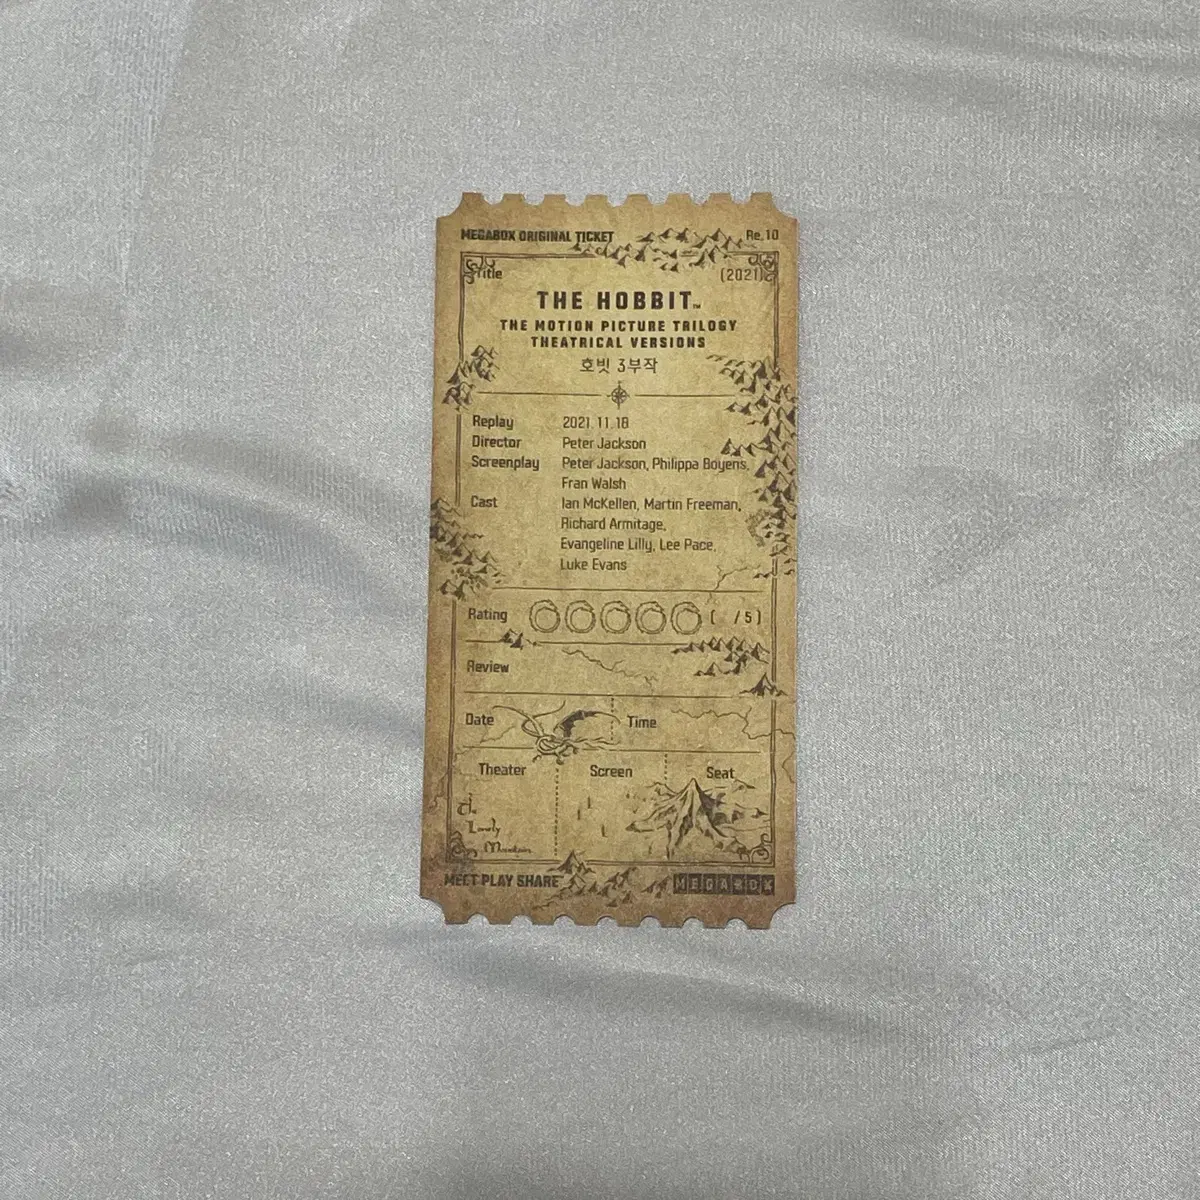 MEGABOX ORIGINAL TICKET Re.10
Title (2021)
THE HOBBIT™
THE MOTION PICTURE TRILOGY
THEATRICAL VERSIONS
호빗 3부작
Replay 2021. 11. 18
Director Peter Jackson
Screenplay Peter Jackson, Philippa Boyens,
Fran Walsh
Cast Ian McKellen, Martin Freeman,
Richard Armitage,
Evangeline Lilly, Lee Pace,
Luke Evans
Rating ( /5)
Review
Date Time
Theater Screen Seat
The
Lonely
Mountain
MEET PLAY SHARE MEGABOX